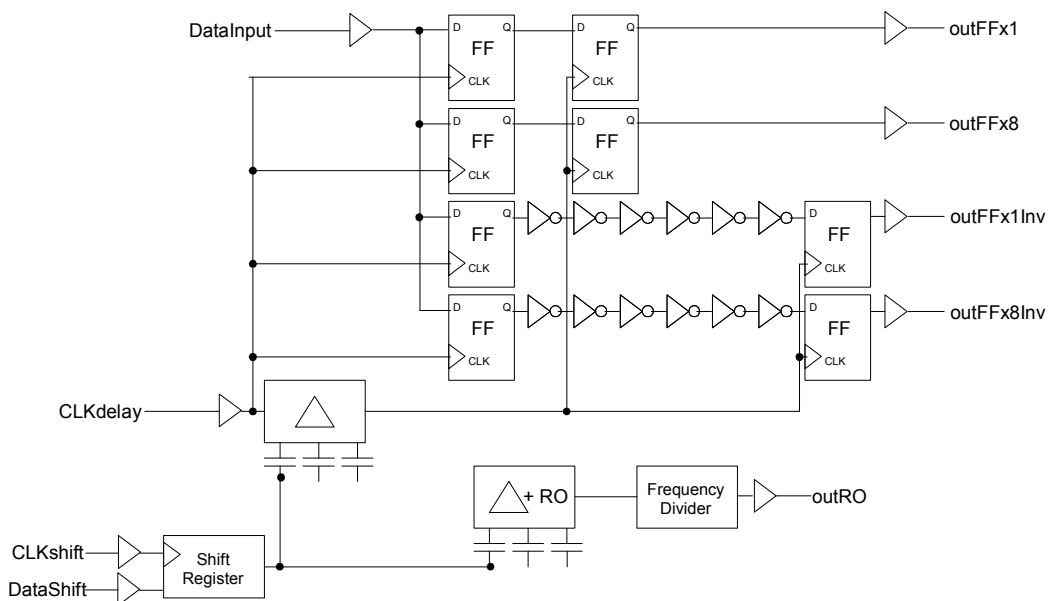 DataInput
D
Q
FF
CLK
D
Q
FF
CLK
outFFx1
D
Q
FF
CLK
D
Q
FF
CLK
outFFx8
D
Q
FF
CLK
D
FF
CLK
outFFx1Inv
D
Q
FF
CLK
D
FF
CLK
outFFx8Inv
CLKdelay
+ RO
Frequency
Divider
outRO
CLKshift
DataShift
Shift
Register